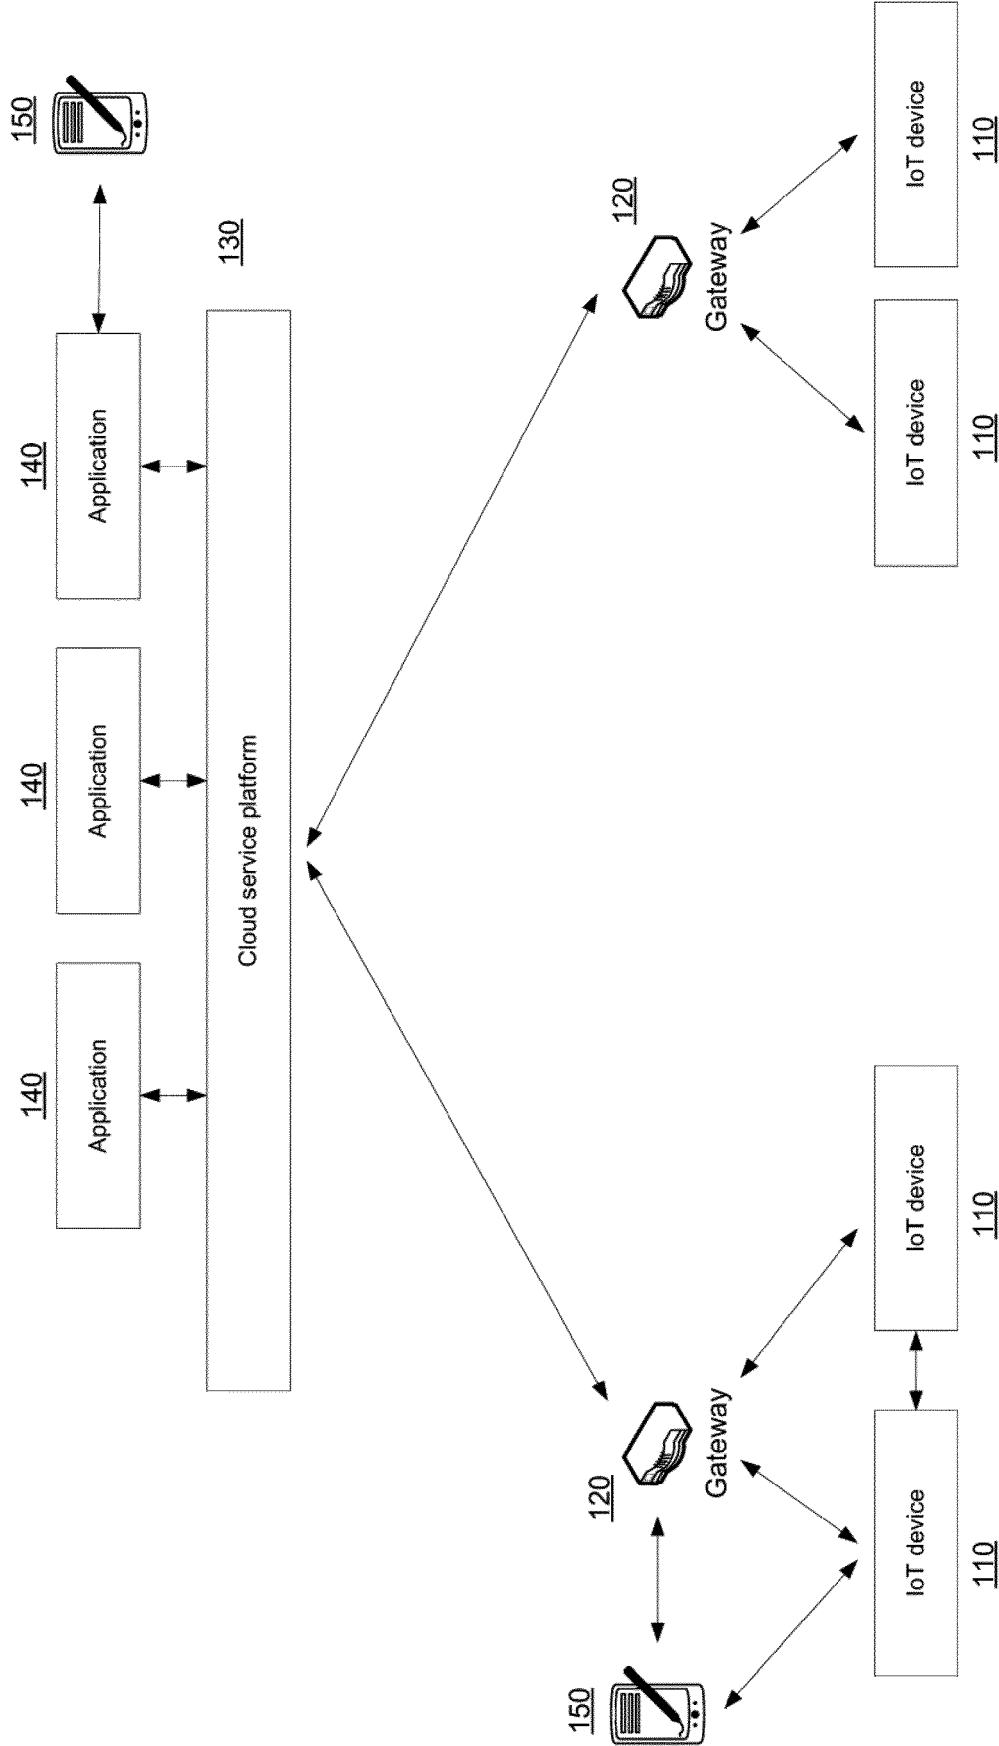 140
140
140
150
Application
Application
Application
130
Cloud service platform
150
120
120
Gateway
Gateway
IoT device
IoT device
IoT device
IoT device
110
110
110
110